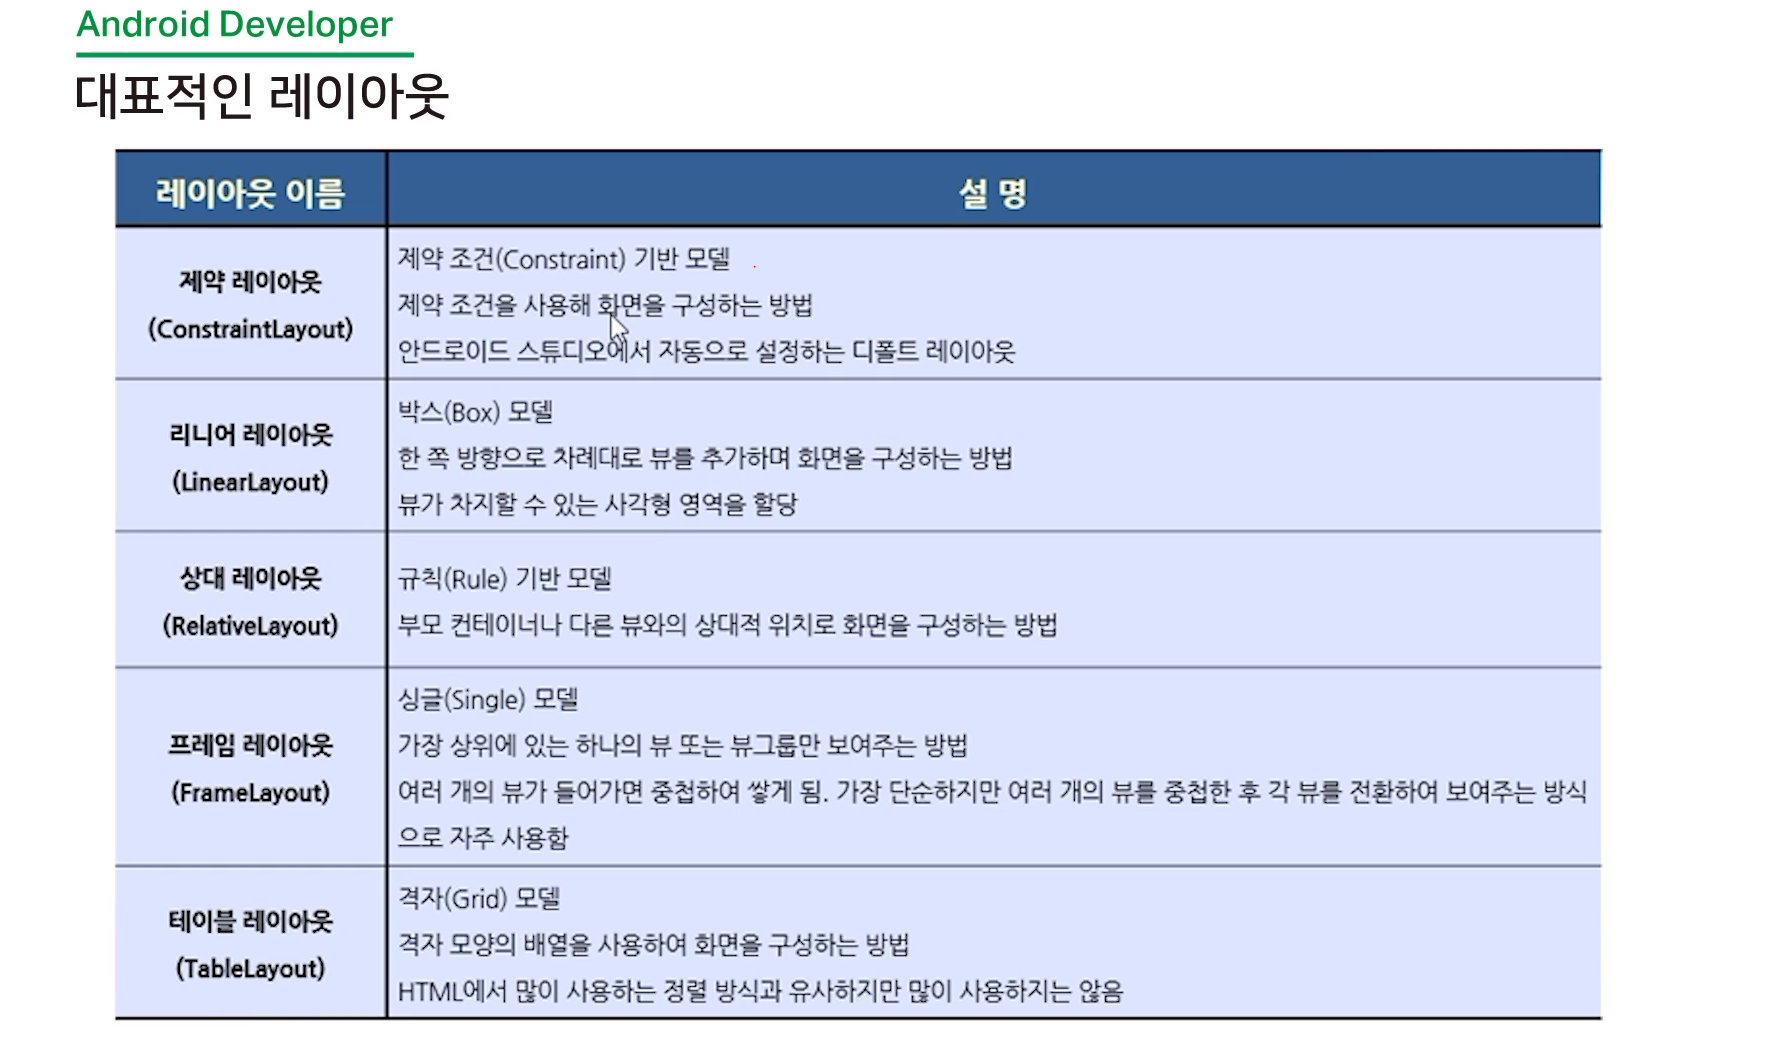 Android Developer
대표적인 레이아웃
레이아웃 이름
설 명
제약 레이아웃
(ConstraintLayout)
제약 조건(Constraint) 기반 모델
제약 조건을 사용해 화면을 구성하는 방법
안드로이드 스튜디오에서 자동으로 설정하는 디폴트 레이아웃
리니어 레이아웃
(LinearLayout)
박스(Box) 모델
한 쪽 방향으로 차례대로 뷰를 추가하며 화면을 구성하는 방법
뷰가 차지할 수 있는 사각형 영역을 할당
상대 레이아웃
(RelativeLayout)
규칙(Rule) 기반 모델
부모 컨테이너나 다른 뷰와의 상대적 위치로 화면을 구성하는 방법
프레임 레이아웃
(FrameLayout)
싱글(Single) 모델
가장 상위에 있는 하나의 뷰 또는 뷰그룹만 보여주는 방법
여러 개의 뷰가 들어가면 중첩하여 쌓게 됨. 가장 단순하지만 여러 개의 뷰를 중첩한 후 각 뷰를 전환하여 보여주는 방식
으로 자주 사용함
테이블 레이아웃
(TableLayout)
격자(Grid) 모델
격자 모양의 배열을 사용하여 화면을 구성하는 방법
HTML에서 많이 사용하는 정렬 방식과 유사하지만 많이 사용하지는 않음